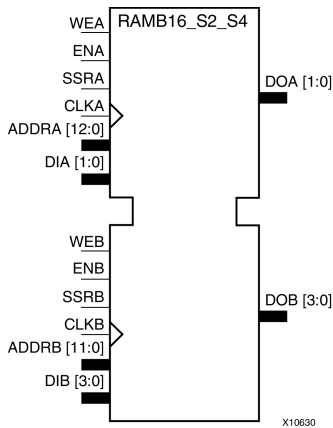 RAMB16_S2_S4
WEA
ENA
SSRA
CLKA
ADDRA [12:0]
DIA [1:0]
DOA [1:0]
WEB
ENB
SSRB
CLKB
ADDRB [11:0]
DIB [3:0]
DOB [3:0]
X10630